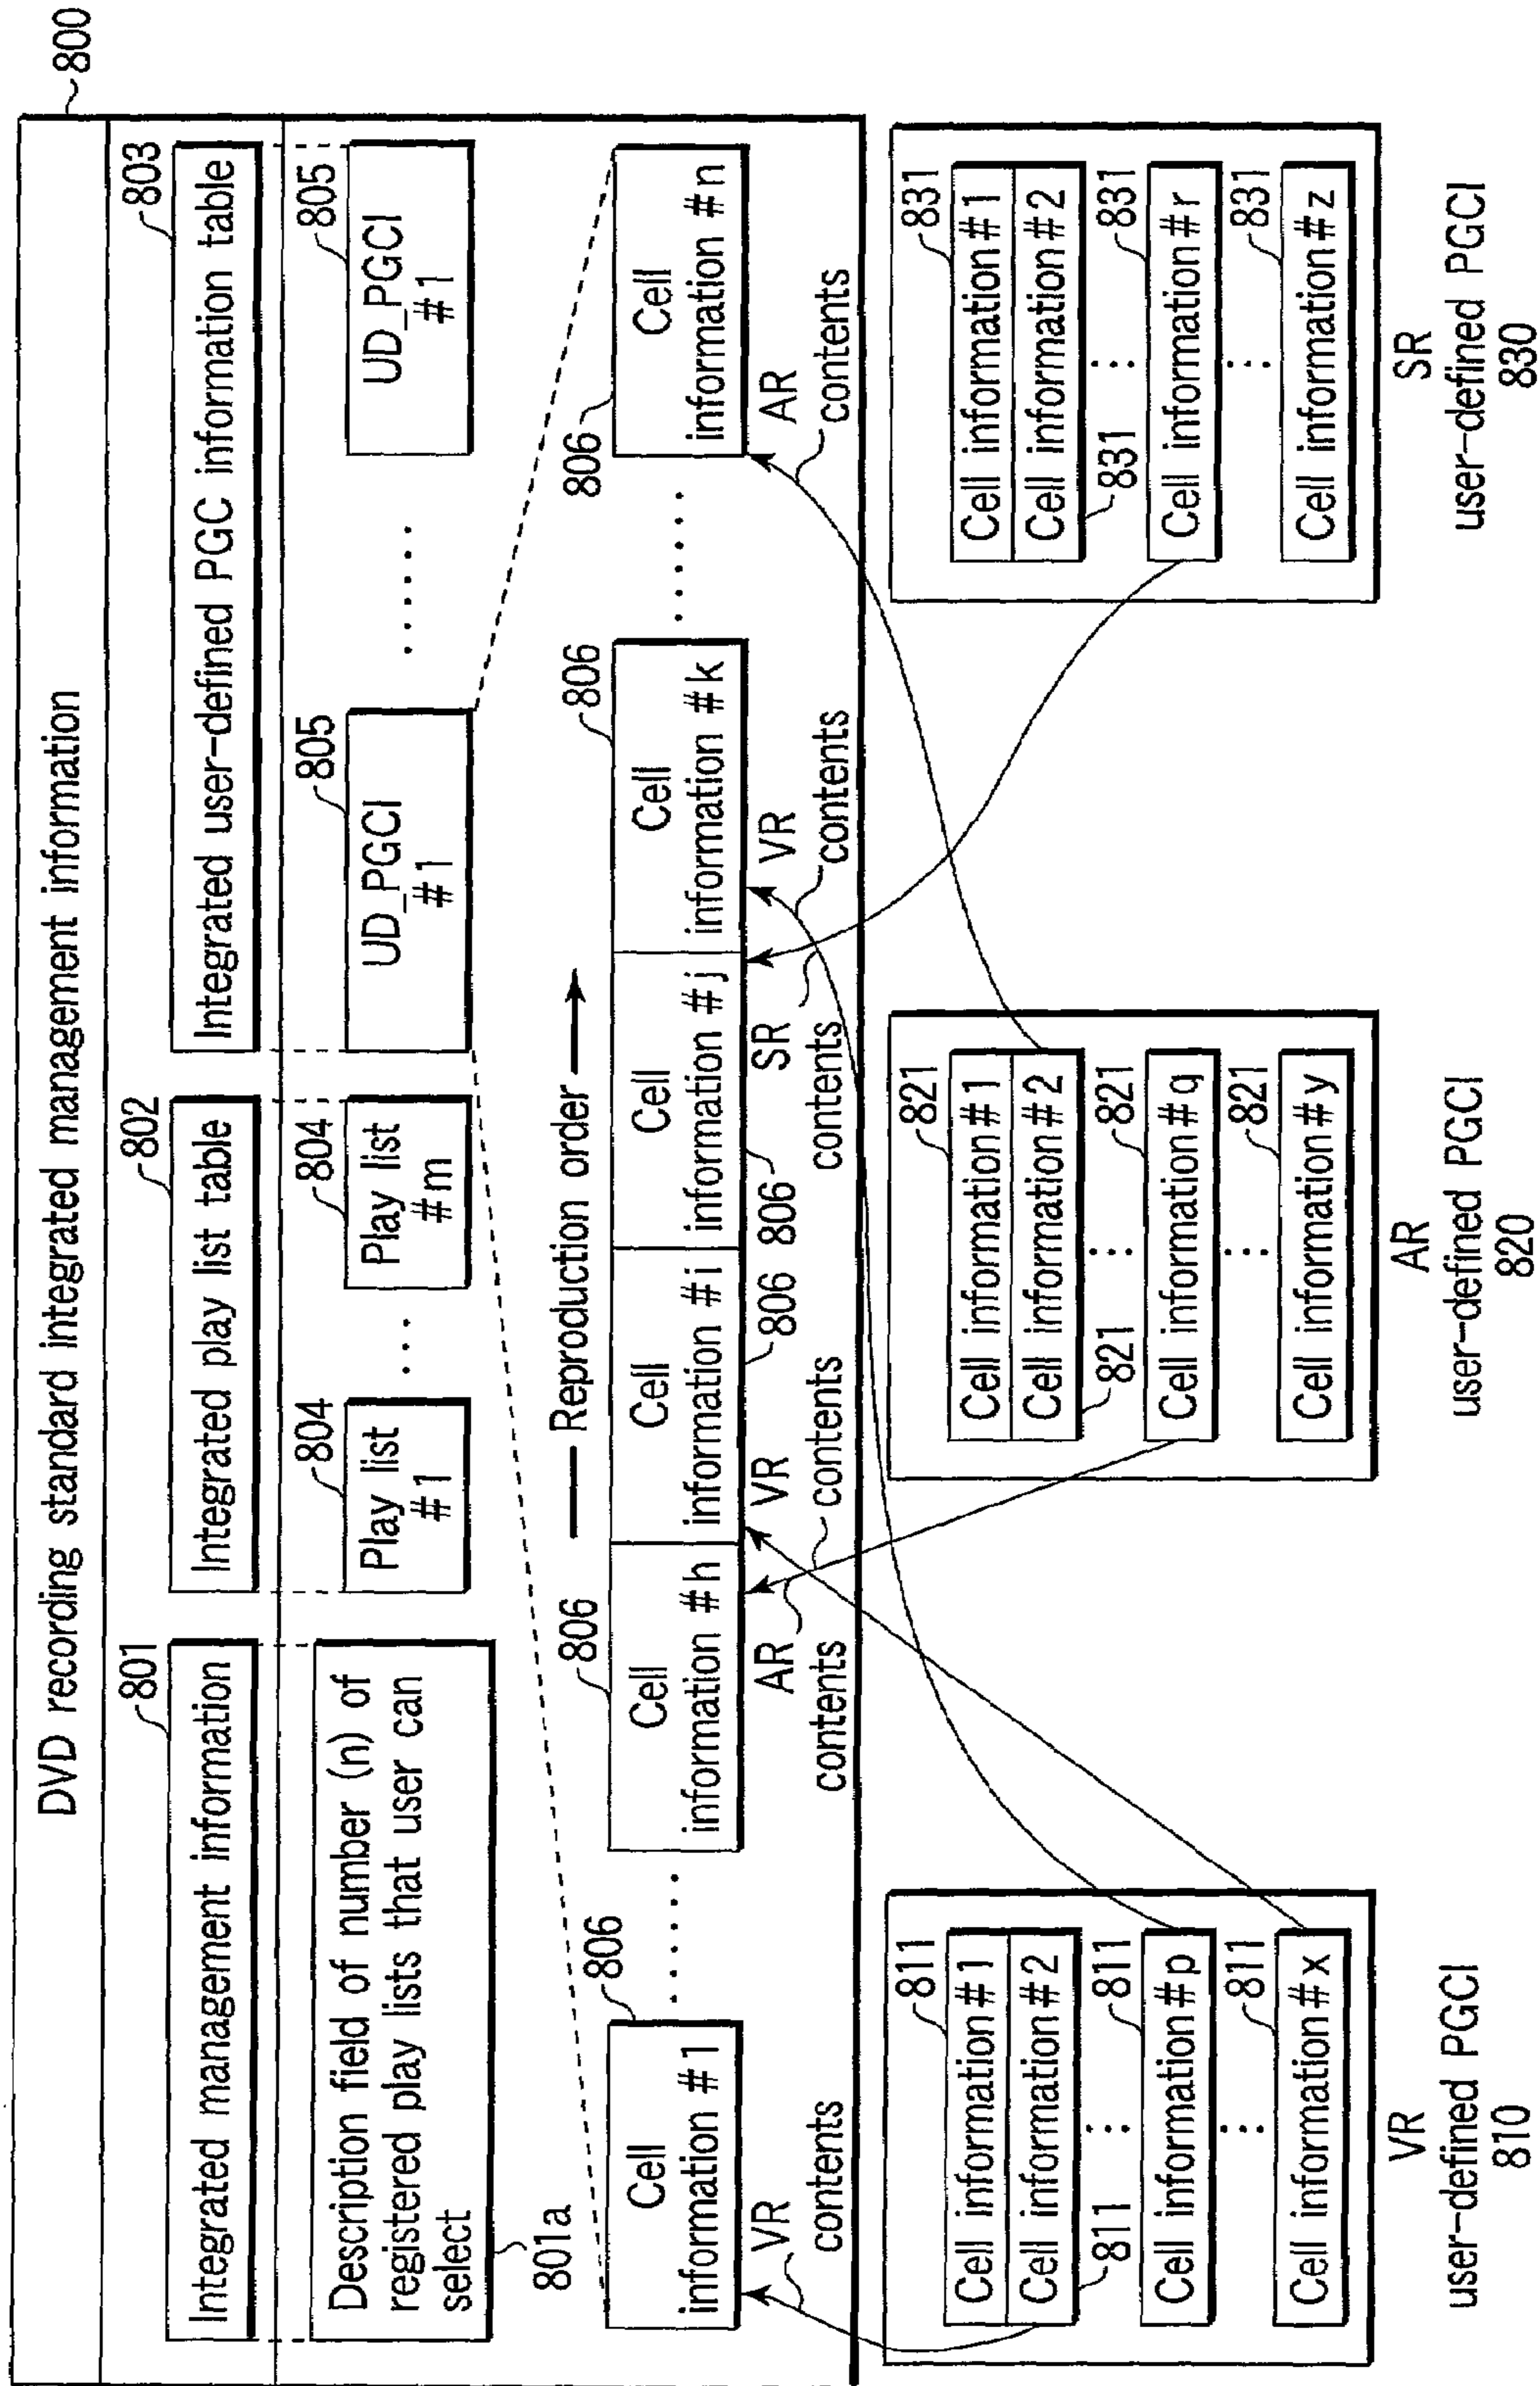 DVD recording standard integrated management information
800
801
Integrated management information
802
Integrated play list table
803
Integrated user-defined PGC information table
Description field of number (n) of
registered play lists that user can
select
801a
804
Play list
#1
...
804
Play list
#m
805
UD_PGCI
#1
......
805
UD_PGCI
#1
Reproduction order
806
Cell
information #1
......
806
Cell
information #h
Cell
information #i
806
Cell
information #j
806
806
Cell
information #k
......
806
Cell
information #n
VR
contents
AR
contents
VR
contents
SR
contents
VR
contents
AR
contents
811
Cell information#1
Cell information#2
811
811
Cell information#p
811
Cell information#x
VR
user-defined PGCI
810
821
Cell information#1
Cell information#2
821
821
Cell information#q
821
Cell information#y
AR
user-defined PGCI
820
831
Cell information#1
Cell information#2
831
831
Cell information#r
831
Cell information#z
SR
user-defined PGCI
830